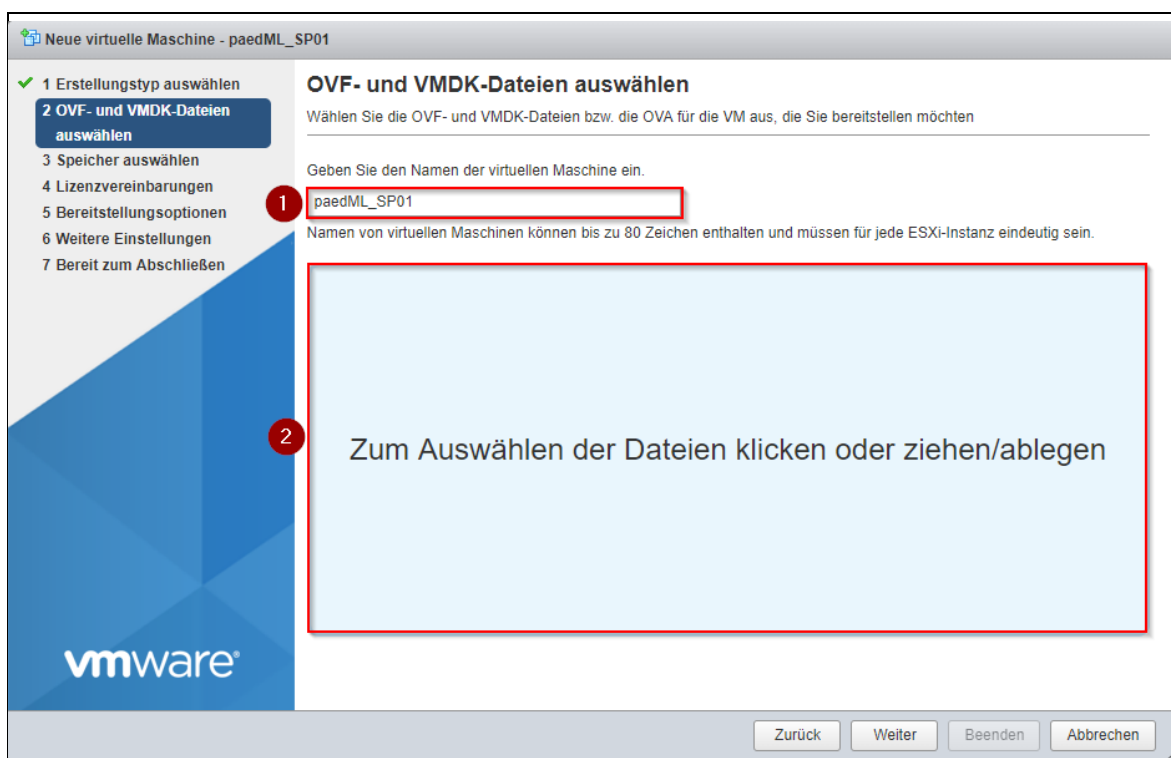 Neue virtuelle Maschine - paedML_SP01
1 Erstellungstyp auswählen
2 OVF- und VMDK-Dateien
auswählen
3 Speicher auswählen
4 Lizenzvereinbarungen
5 Bereitstellungsoptionen
6 Weitere Einstellungen
7 Bereit zum Abschließen
vmware®
OVF- und VMDK-Dateien auswählen
Wählen Sie die OVF- und VMDK-Dateien bzw. die OVA für die VM aus, die Sie bereitstellen möchten
Geben Sie den Namen der virtuellen Maschine ein.
1
paedML_SP01
Namen von virtuellen Maschinen können bis zu 80 Zeichen enthalten und müssen für jede ESXi-Instanz eindeutig sein.
2
Zum Auswählen der Dateien klicken oder ziehen/ablegen
Zurück Weiter Beenden Abbrechen